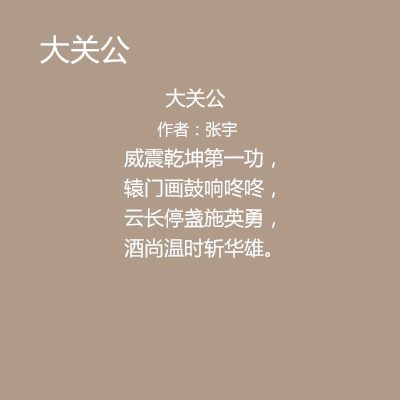 大关公
大关公
作者：张宇
威震乾坤第一功，
辕门画鼓响咚咚，
云长停盏施英勇，
酒尚温时斩华雄。